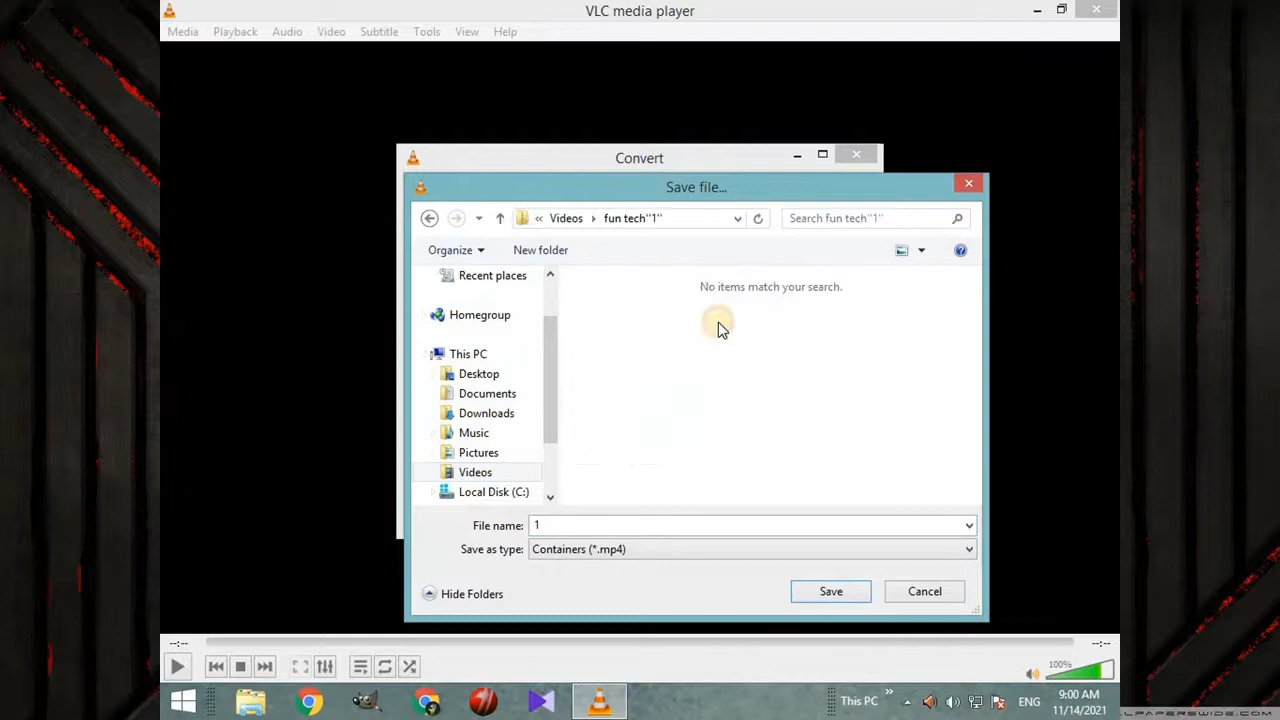 VLC media player
Media Playback Audio Video Subtitle Tools View Help
Convert
Save file...
« Videos fun tech"1"
Search fun tech"1"
Organize New folder
Recent places
No items match your search.
Homegroup
This PC
Desktop
Documents
Downloads
Music
Pictures
Videos
Local Disk (C:)
File name: 1
Save as type: Containers (*.mp4)
Hide Folders
Save
Cancel
--:--
--:--
100%
This PC
»
ENG
9:00 AM
11/14/2021
LPAPERSWIDE.COM